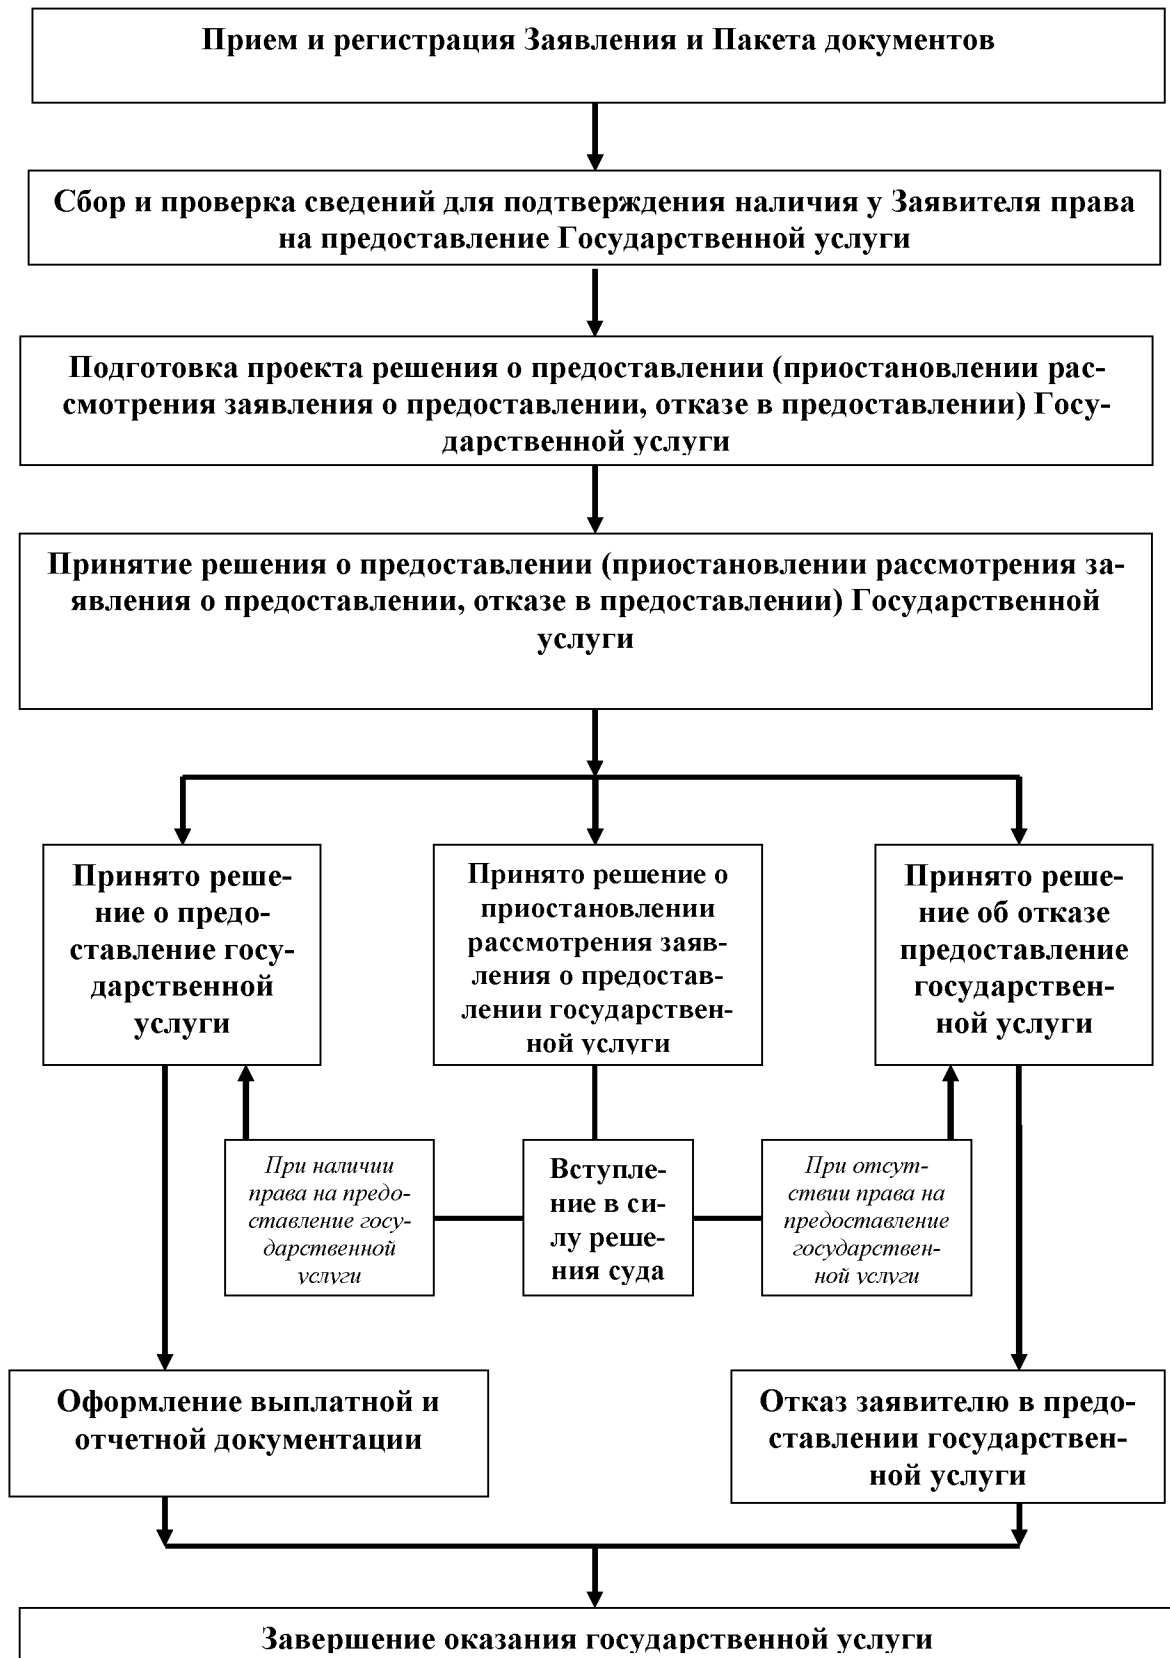 Прием и регистрация Заявления и Пакета документов
Сбор и проверка сведений для подтверждения наличия у Заявителя права
на предоставление Государственной услуги
Подготовка проекта решения о предоставлении (приостановлении рас-
смотрения заявления о предоставлении, отказе в предоставлении) Госу-
дарственной услуги
Принятие решения о предоставлении (приостановлении рассмотрения за-
явления о предоставлении, отказе в предоставлении) Государственной
услуги
Принято реше-
ние о предо-
ставление госу-
дарственной
услуги
Принято решение о
приостановлении
рассмотрения заяв-
ления о предостав-
лении государствен-
ной услуги
Принято реше-
ние об отказе
предоставление
государствен-
ной услуги
При наличии
права на предо-
ставление госу-
дарственной
услуги
Вступле-
ние в си-
лу реше-
ния суда
При отсут-
ствии права на
предоставление
государствен-
ной услуги
Оформление выплатной и
отчетной документации
Отказ заявителю в предо-
ставлении государствен-
ной услуги
Завершение оказания государственной услуги